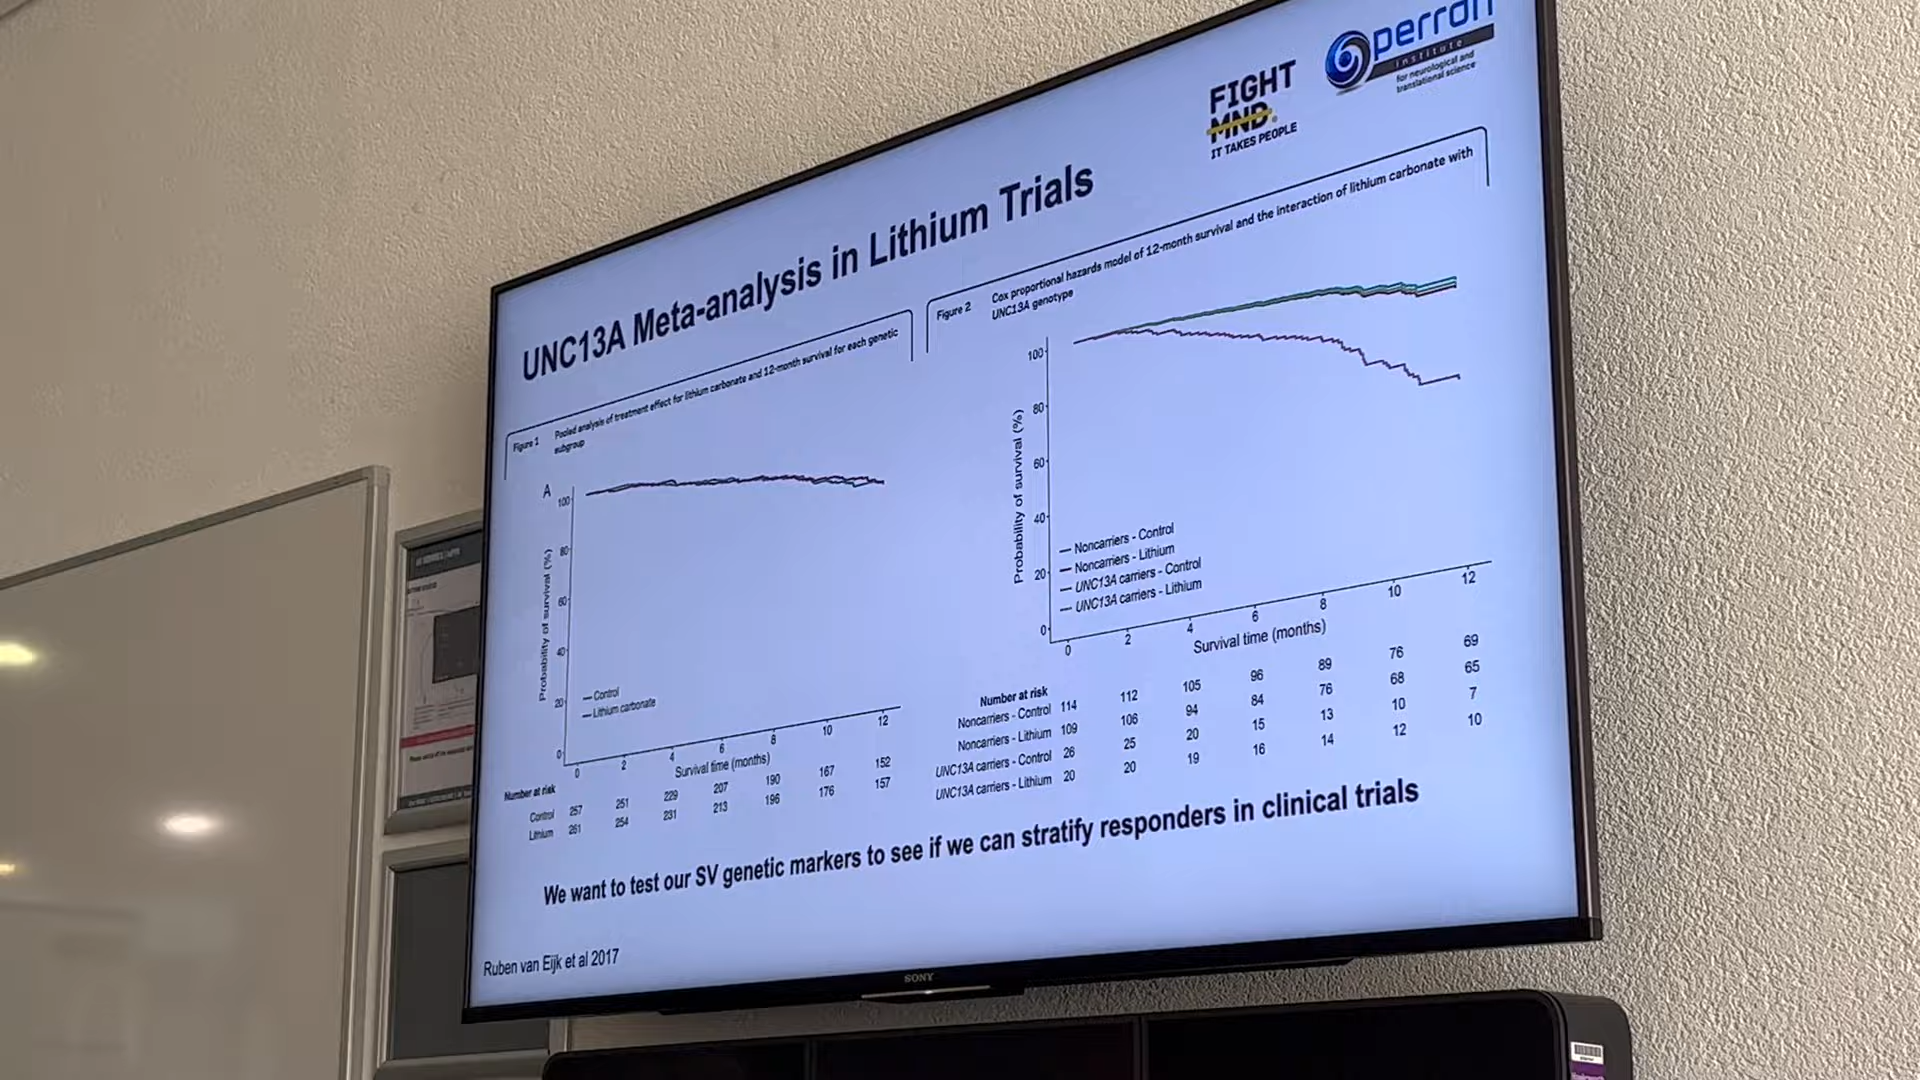 perron
institute
for neurological and
translational science
FIGHT
MND.
IT TAKES PEOPLE
UNC13A Meta-analysis in Lithium Trials
Figure 1
Pooled analysis of treatment effect for lithium carbonate and 12-month survival for each genetic
subgroup
A
Probability of survival (%)
100
80
60
40
20
0
Control
Lithium carbonate
0 2 4 6 8 10 12
Survival time (months)
Number at risk
Control 257 251 229 207 190 167 152
Lithium 261 254 231 213 196 176 157
Figure 2
Cox proportional hazards model of 12-month survival and the interaction of lithium carbonate with
UNC13A genotype
Probability of survival (%)
100
80
60
40
20
0
Noncarriers - Control
Noncarriers - Lithium
UNC13A carriers - Control
UNC13A carriers - Lithium
0 2 4 6 8 10 12
Survival time (months)
Number at risk
Noncarriers - Control 114 112 105 96 89 76 69
Noncarriers - Lithium 109 106 94 84 76 68 65
UNC13A carriers - Control 26 25 20 15 13 10 7
UNC13A carriers - Lithium 20 20 19 16 14 12 10
We want to test our SV genetic markers to see if we can stratify responders in clinical trials
Ruben van Eijk et al 2017
SONY